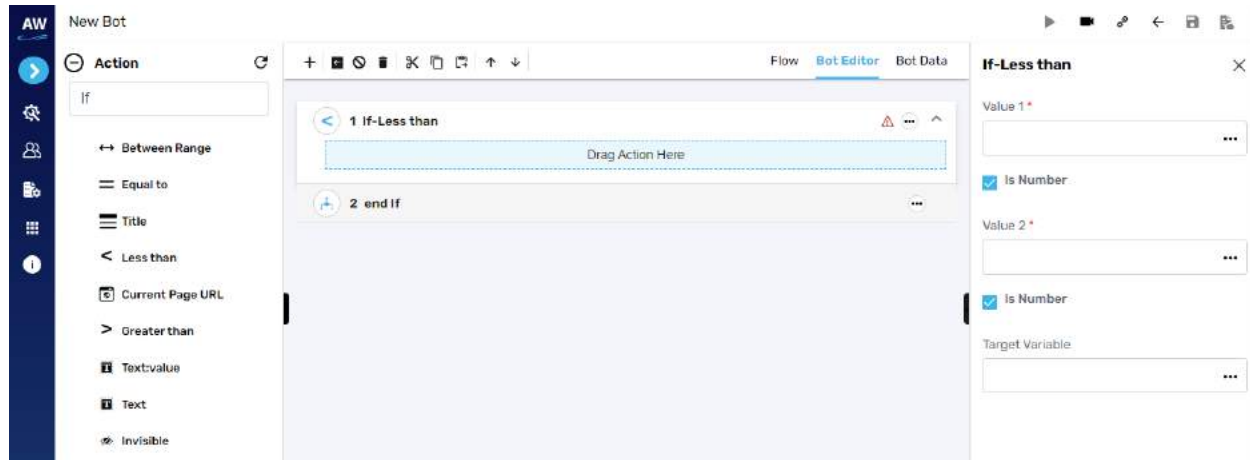 AW
New Bot
Action
If
Between Range
Equal to
Title
Less than
Current Page URL
Greater than
Text:value
Text
Invisible
Flow Bot Editor Bot Data
1 If-Less than
Drag Action Here
2 end If
If-Less than
Value 1 *
Is Number
Value 2 *
Is Number
Target Variable